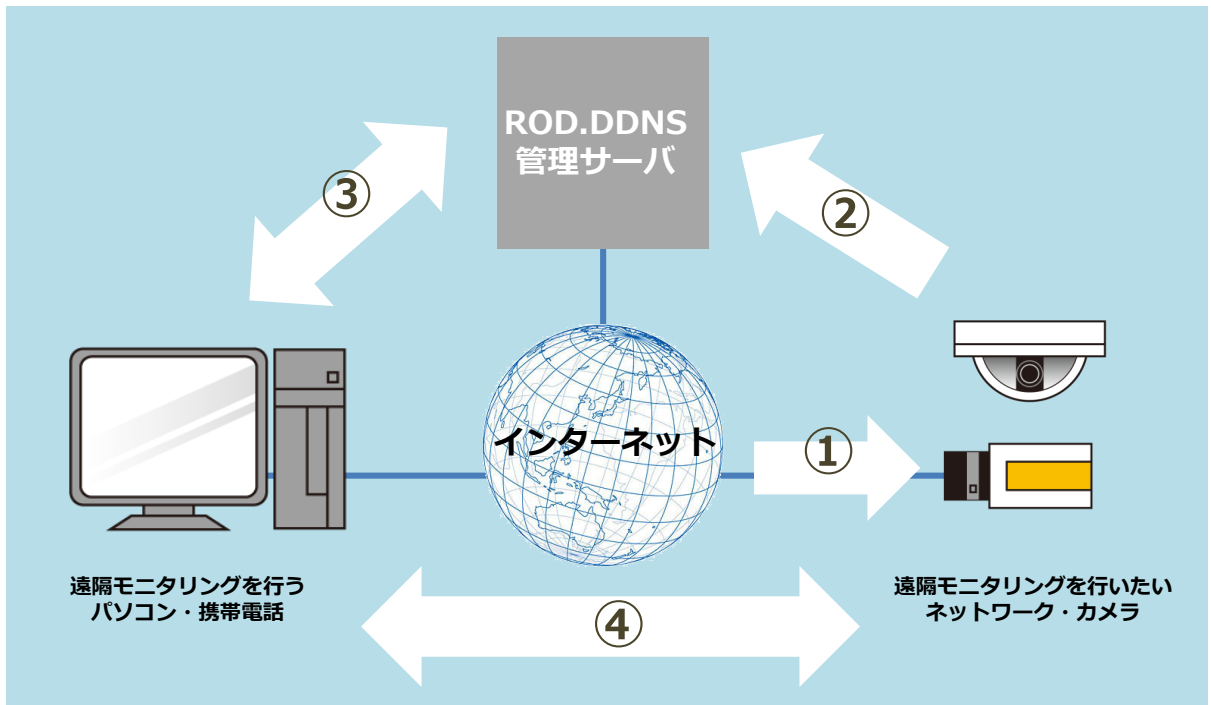 ROD.DDNS
管理サーバ
③
②
インターネット
①
遠隔モニタリングを行う
パソコン・携帯電話
遠隔モニタリングを行いたい
ネットワーク・カメラ
④